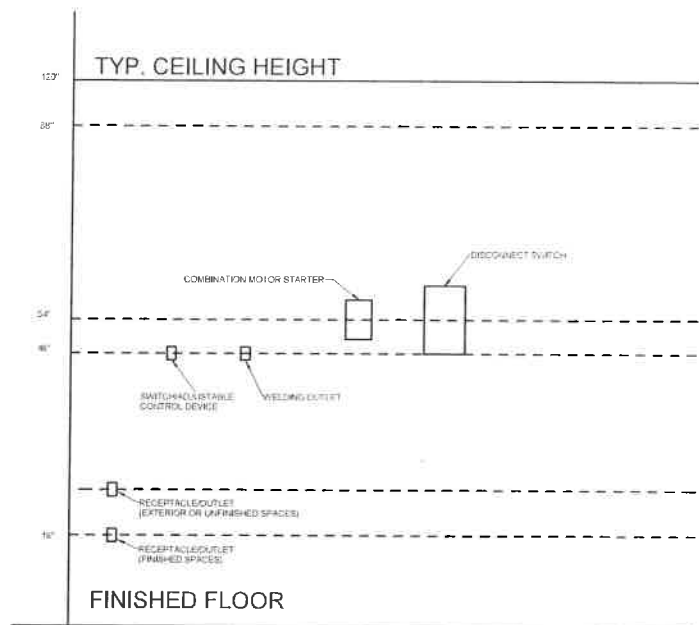 TYP. CEILING HEIGHT
120"
DISCONNECT SWITCH
COMBINATION MOTOR STARTER
54"
SWITCH/ADJUSTABLE
CONTROL DEVICE
WELDING OUTLET
RECEPTACLE/OUTLET
(EXTERIOR OR UNFINISHED SPACES)
RECEPTACLE/OUTLET
(FINISHED SPACES)
FINISHED FLOOR